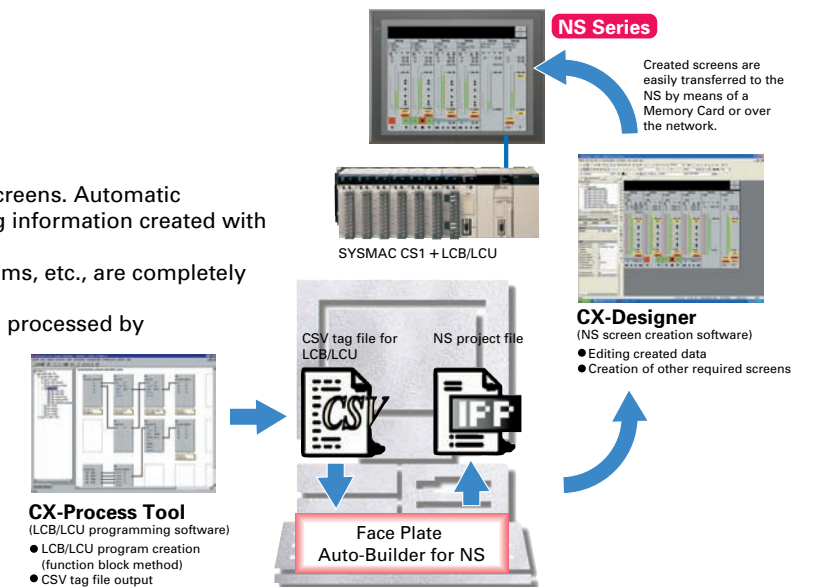 NS Series
Created screens are
easily transferred to the
NS by means of a
Memory Card or over
the network.
creens. Automatic
g information created with
ms, etc., are completely
processed by
SYSMAC CS1 + LCB/LCU
CX-Designer
(NS screen creation software)
● Editing created data
● Creation of other required screens
CSV tag file for
LCB/LCU
NS project file
CSV
IPP
CX-Process Tool
(LCB/LCU programming software)
● LCB/LCU program creation
(function block method)
● CSV tag file output
Face Plate
Auto-Builder for NS